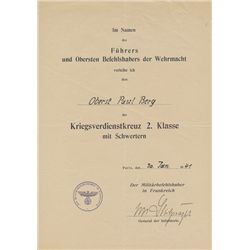 Im Namen
des
Führers
und Obersten Befehlshabers der Wehrmacht
verleihe ich
dem
Oberst Paul Berg
das
Kriegsverdienstkreuz 2. Klasse
mit Schwertern
Paris, den 30. Jan. 1941
Der Militärbefehlshaber
in Frankreich
General der Infanterie